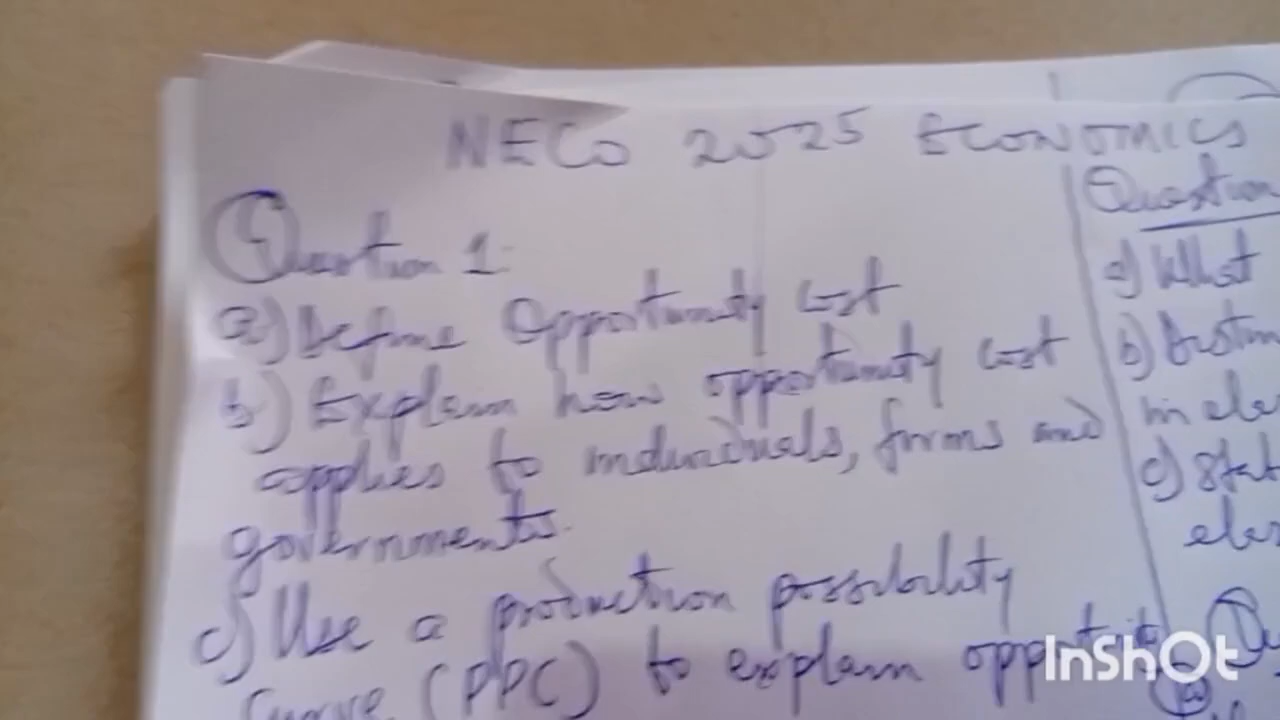 NECO 2025 ECONOMICS
Question 1:
a) Define Opportunity cost
b) Explain how opportunity cost
applies to individuals, firms and
governments.
c) Use a production possibility
Curve (PPC) to explain
Question
a) What
b)
in
c)
InShOt